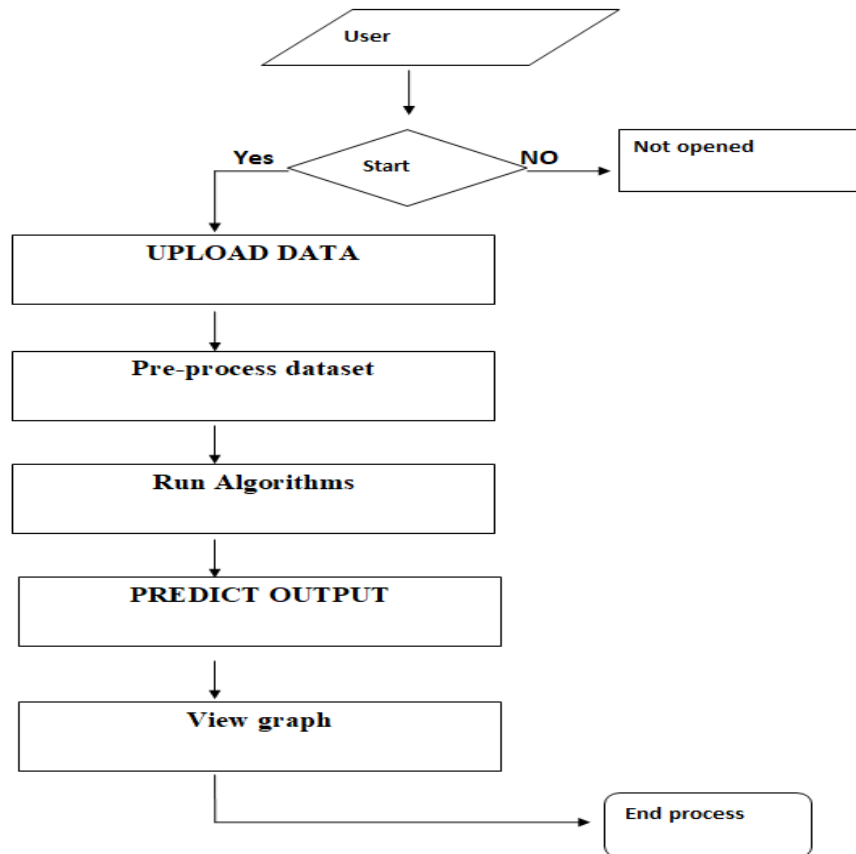 User
Yes
Start
NO
Not opened
UPLOAD DATA
Pre-process dataset
Run Algorithms
PREDICT OUTPUT
View graph
End process